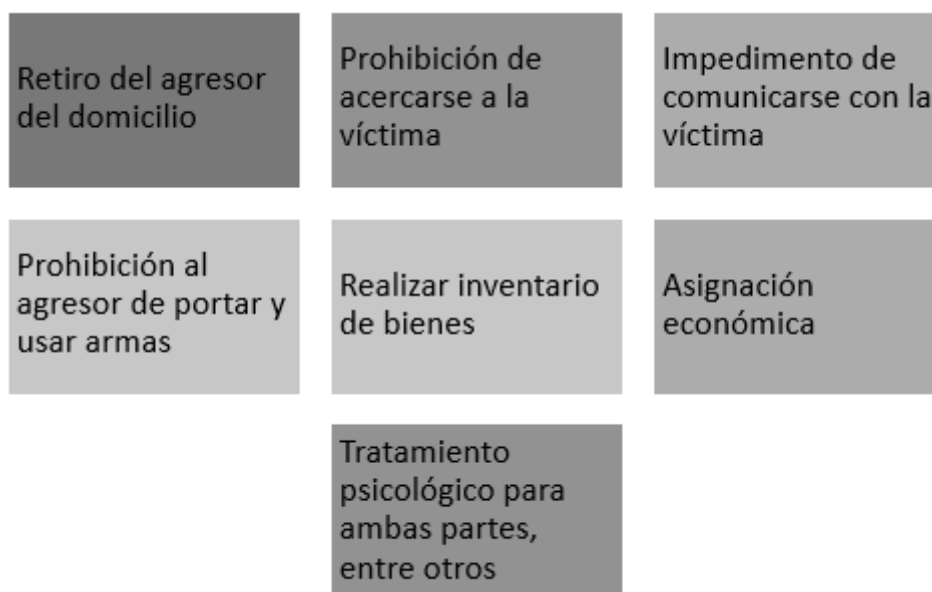 Retiro del agresor
del domicilio
Prohibición de
acercarse a la
víctima
Impedimento de
comunicarse con la
víctima
Prohibición al
agresor de portar y
usar armas
Realizar inventario
de bienes
Asignación
económica
Tratamiento
psicológico para
ambas partes,
entre otros